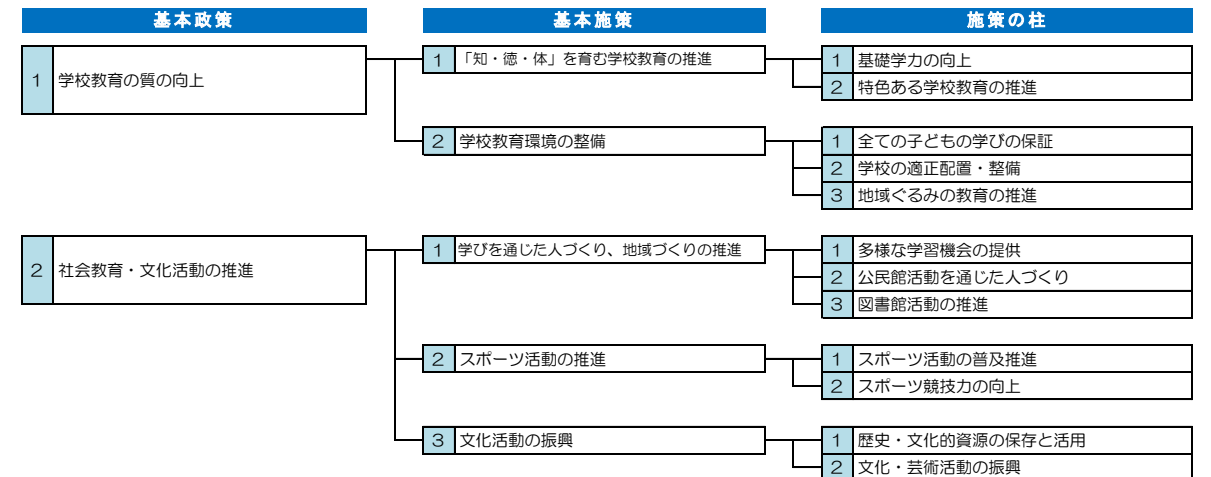 基本政策 基本施策 施策の柱
1 学校教育の質の向上
1 「知・徳・体」を育む学校教育の推進
1 基礎学力の向上
2 特色ある学校教育の推進
2 学校教育環境の整備
1 全ての子どもの学びの保証
2 学校の適正配置・整備
3 地域ぐるみの教育の推進
2 社会教育・文化活動の推進
1 学びを通じた人づくり、地域づくりの推進
1 多様な学習機会の提供
2 公民館活動を通じた人づくり
3 図書館活動の推進
2 スポーツ活動の推進
1 スポーツ活動の普及推進
2 スポーツ競技力の向上
3 文化活動の振興
1 歴史・文化的資源の保存と活用
2 文化・芸術活動の振興